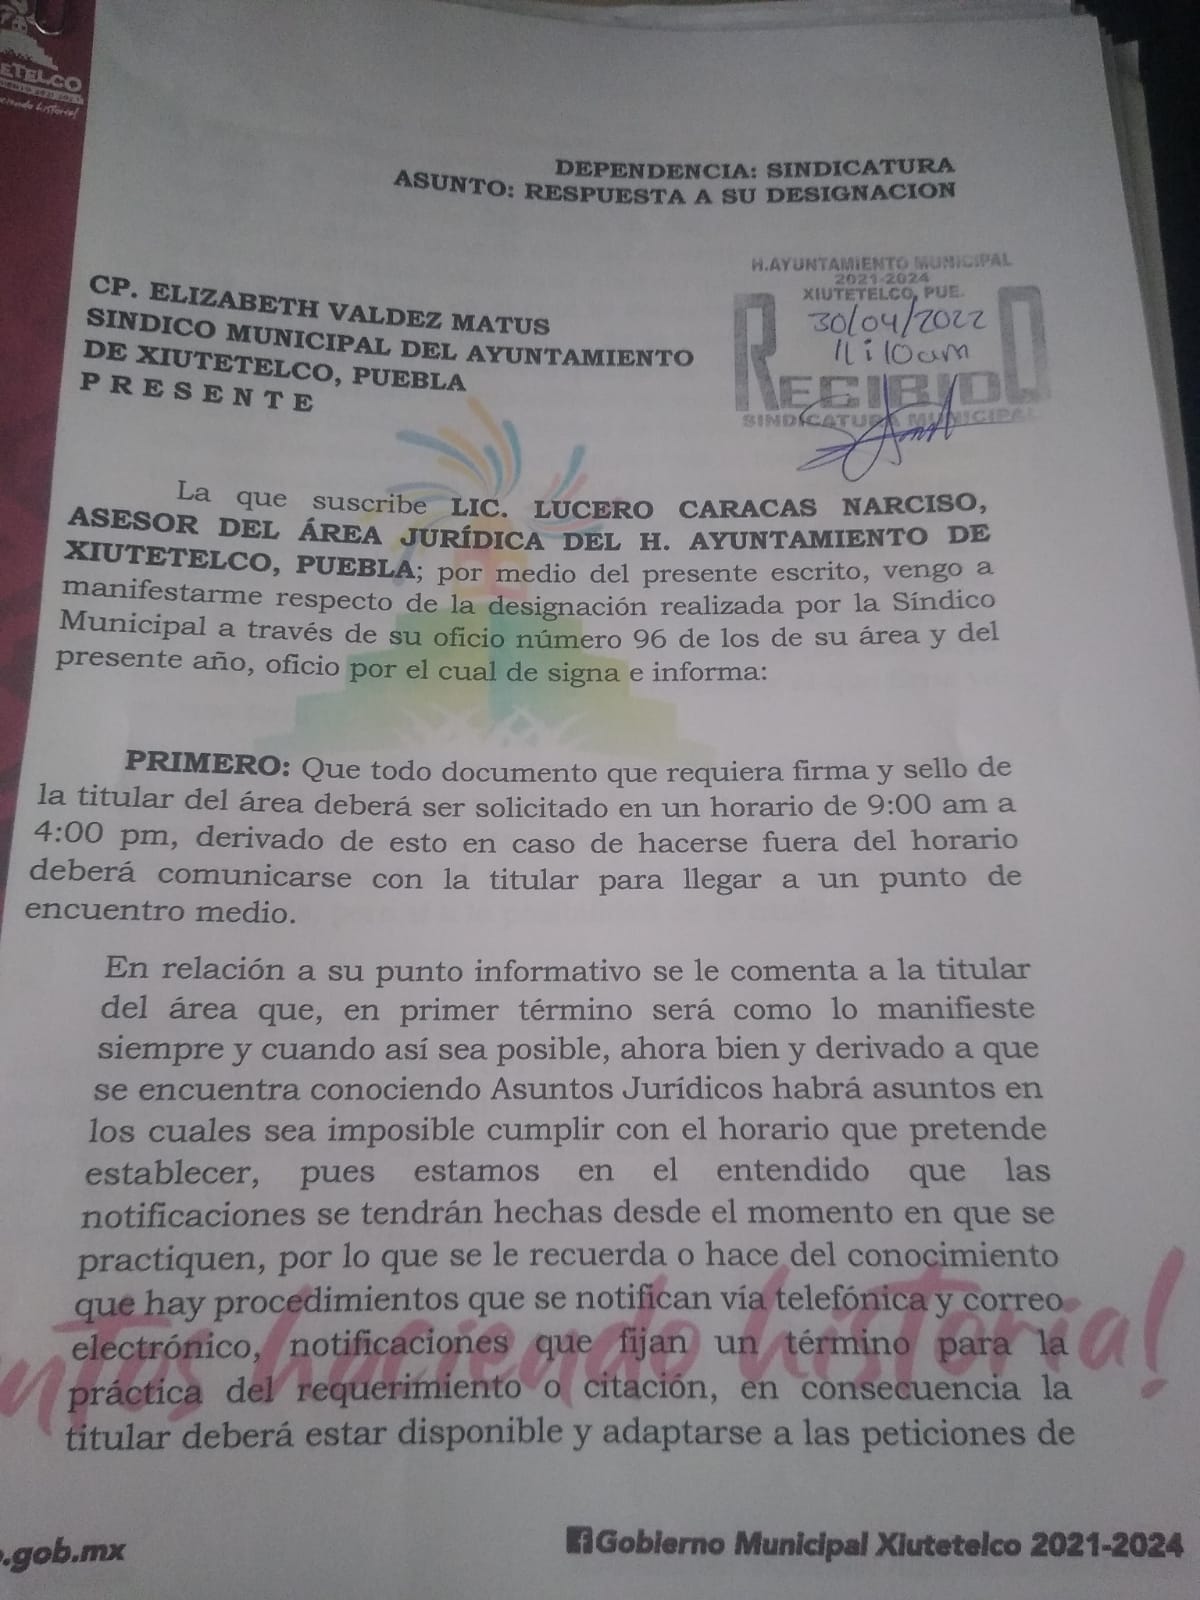 ETELCO
DEPENDENCIA: SINDICATURA
ASUNTO: RESPUESTA A SU DESIGNACION
H.AYUNTAMIENTO MUNICIPAL
2021-2024
XIUTETELCO, PUE.
30/04/2022
11:10am
RECIBIDO
SINDICATURA MUNICIPAL
CP. ELIZABETH VALDEZ MATUS
SINDICO MUNICIPAL DEL AYUNTAMIENTO
DE XIUTETELCO, PUEBLA
P R E S E N T E
La que suscribe LIC. LUCERO CARACAS NARCISO,
ASESOR DEL ÁREA JURÍDICA DEL H. AYUNTAMIENTO DE
XIUTETELCO, PUEBLA; por medio del presente escrito, vengo a
manifestarme respecto de la designación realizada por la Síndico
Municipal a través de su oficio número 96 de los de su área y del
presente año, oficio por el cual de signa e informa:
PRIMERO: Que todo documento que requiera firma y sello de
la titular del área deberá ser solicitado en un horario de 9:00 am a
4:00 pm, derivado de esto en caso de hacerse fuera del horario
deberá comunicarse con la titular para llegar a un punto de
encuentro medio.
En relación a su punto informativo se le comenta a la titular
del área que, en primer término será como lo manifieste
siempre y cuando así sea posible, ahora bien y derivado a que
se encuentra conociendo Asuntos Jurídicos habrá asuntos en
los cuales sea imposible cumplir con el horario que pretende
establecer, pues estamos en el entendido que las
notificaciones se tendrán hechas desde el momento en que se
practiquen, por lo que se le recuerda o hace del conocimiento
que hay procedimientos que se notifican vía telefónica y correo
electrónico, notificaciones que fijan un término para la
práctica del requerimiento o citación, en consecuencia la
titular deberá estar disponible y adaptarse a las peticiones de
ntos haciendo historia!
.gob.mx
Gobierno Municipal Xiutetelco 2021-2024